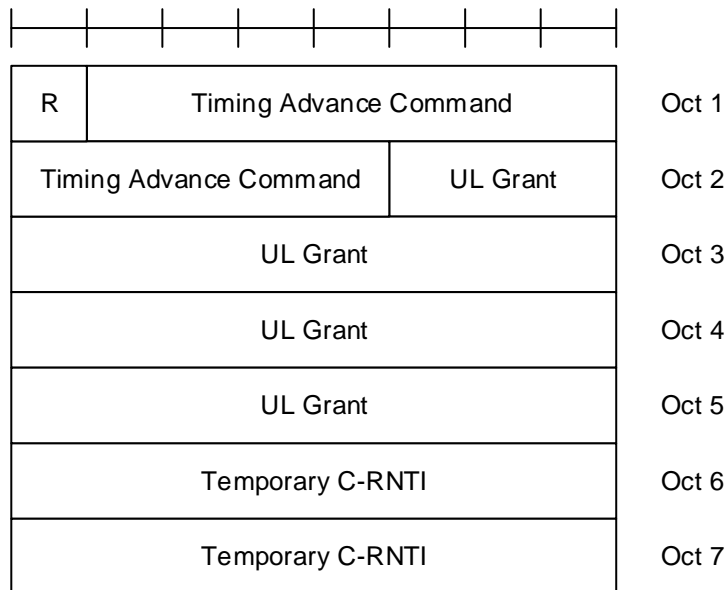 R Timing Advance Command Oct 1
Timing Advance Command UL Grant Oct 2
UL Grant Oct 3
UL Grant Oct 4
UL Grant Oct 5
Temporary C-RNTI Oct 6
Temporary C-RNTI Oct 7